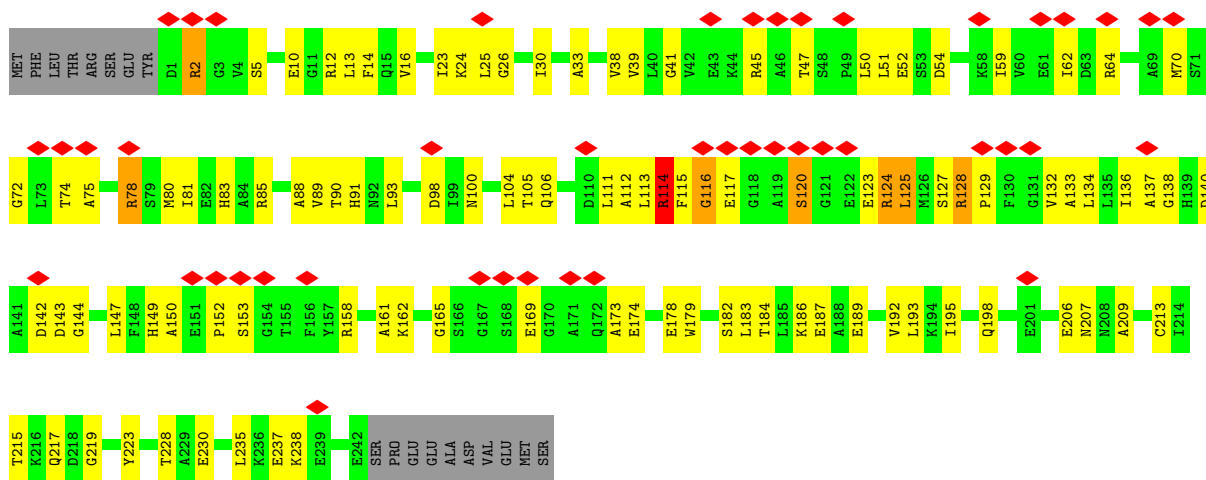 MET PHE LEU THR ARG SER GLU TYR D1 R2 G3 V4 S5 E10 G11 R12 L13 F14 Q15 V16 I23 K24 L25 G26 I30 A33 V38 V39 L40 G41 V42 E43 K44 R45 A46 T47 S48 P49 L50 L51 E52 S53 D54 K58 I59 V60 E61 I62 D63 R64 A69 M70 S71
G72 L73 T74 A75 R78 S79 M80 I81 E82 H83 A84 R85 A88 V89 T90 H91 N92 L93 D98 I99 N100 L104 T105 Q106 D110 L111 A112 L113 R114 F115 G116 E117 G118 A119 S120 G121 E122 E123 R124 L125 M126 S127 R128 P129 F130 G131 V132 A133 L134 L135 I136 A137 G138 H139 D140
A141 D142 D143 G144 L147 F148 H149 A150 E151 P152 S153 G154 T155 F156 Y157 R158 A161 K162 G165 S166 G167 S168 E169 G170 A171 Q172 A173 E174 E178 W179 S182 L183 T184 L185 K186 E187 A188 E189 V192 L193 K194 I195 Q198 E201 E206 N207 N208 A209 C213 I214
T215 K216 Q217 D218 G219 Y223 T228 A229 E230 L235 K236 E237 K238 E239 E242 SER PRO GLU GLU ALA ASP VAL GLU MET SER